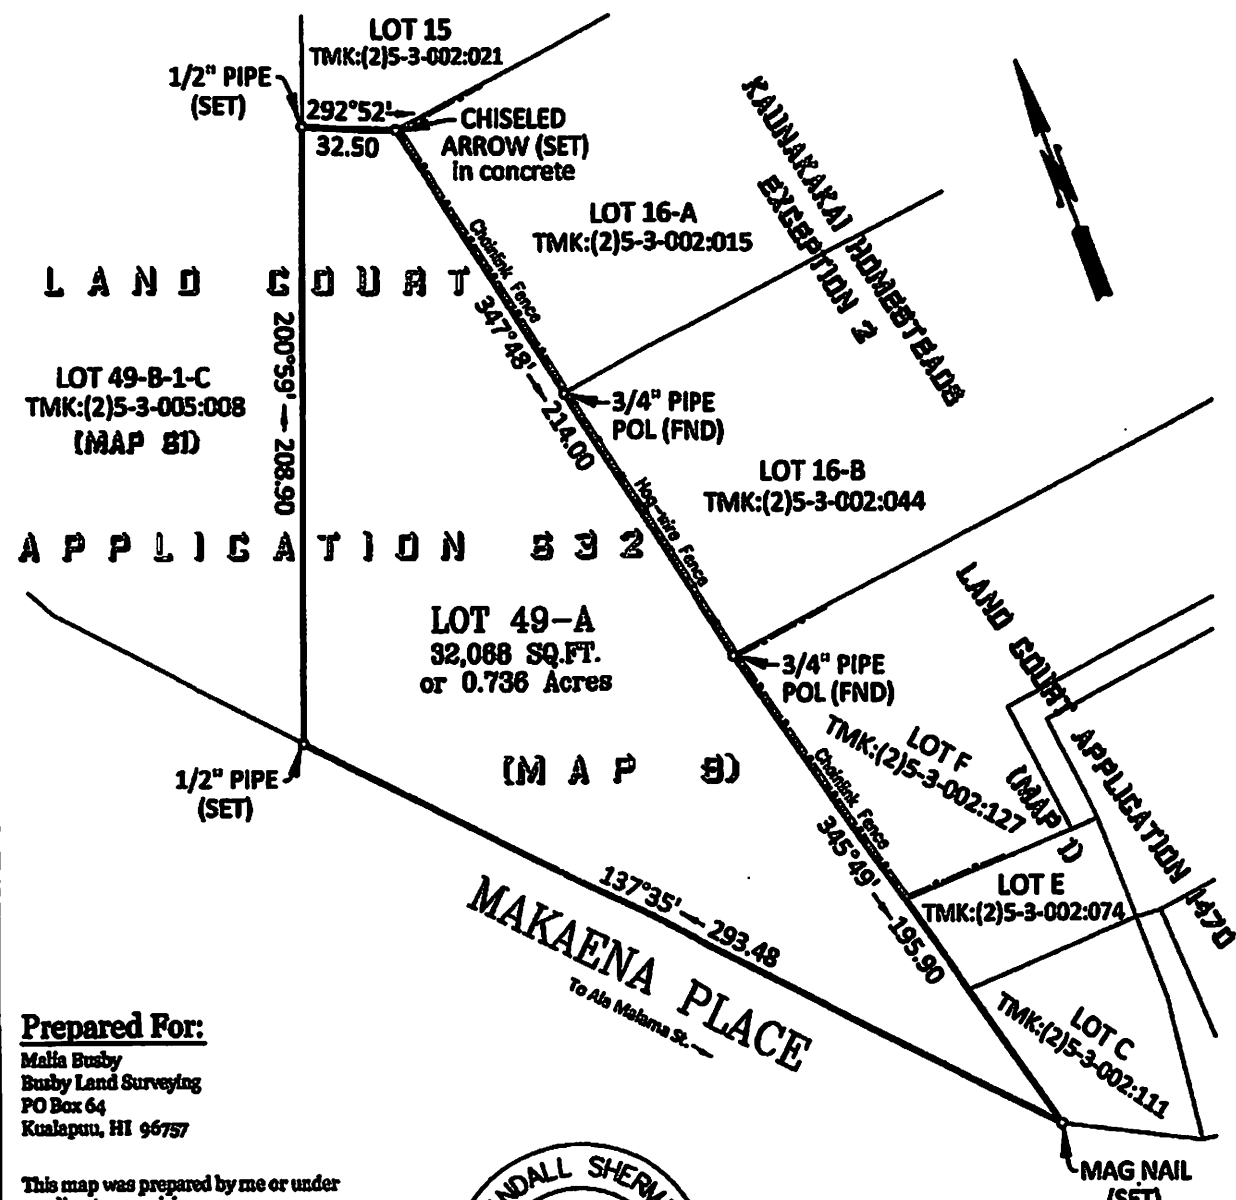 LOT 15
TMK:(2)5-3-002:021
1/2" PIPE
(SET)
292°52'
32.50
CHISELED
ARROW (SET)
in concrete
KAUNAKAKAI HOMESTEADS
EXCEPTION 2
LOT 16-A
TMK:(2)5-3-002:015
Chainlink Fence
LAND COURT
347°48' — 214.00
200°59' — 208.90
LOT 49-B-1-C
TMK:(2)5-3-005:008
(MAP 81)
3/4" PIPE
POL (FND)
LOT 16-B
TMK:(2)5-3-002:044
Hog-wire Fence
APPLICATION 632
LOT 49-A
32,068 SQ.FT.
or 0.736 Acres
3/4" PIPE
POL (FND)
LAND COURT APPLICATION 1470
(MAP 1)
LOT F
TMK:(2)5-3-002:127
(MAP 8)
1/2" PIPE
(SET)
Chainlink Fence
345°49' — 195.90
LOT E
TMK:(2)5-3-002:074
137°35' — 293.48
MAKAENA PLACE
To Ala Malama St.
LOT C
TMK:(2)5-3-002:111
MAG NAIL
(SET)
Prepared For:
Malia Busby
Busby Land Surveying
PO Box 64
Kualapuu, HI 96757
This map was prepared by me or under